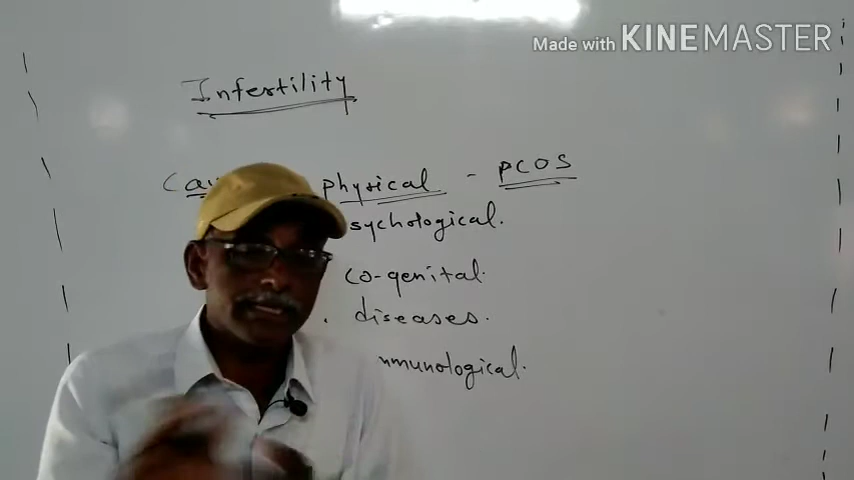 Made with KINEMASTER
Infertility
physical - PCOS
sychological.
co-genital.
diseases.
mmunological.